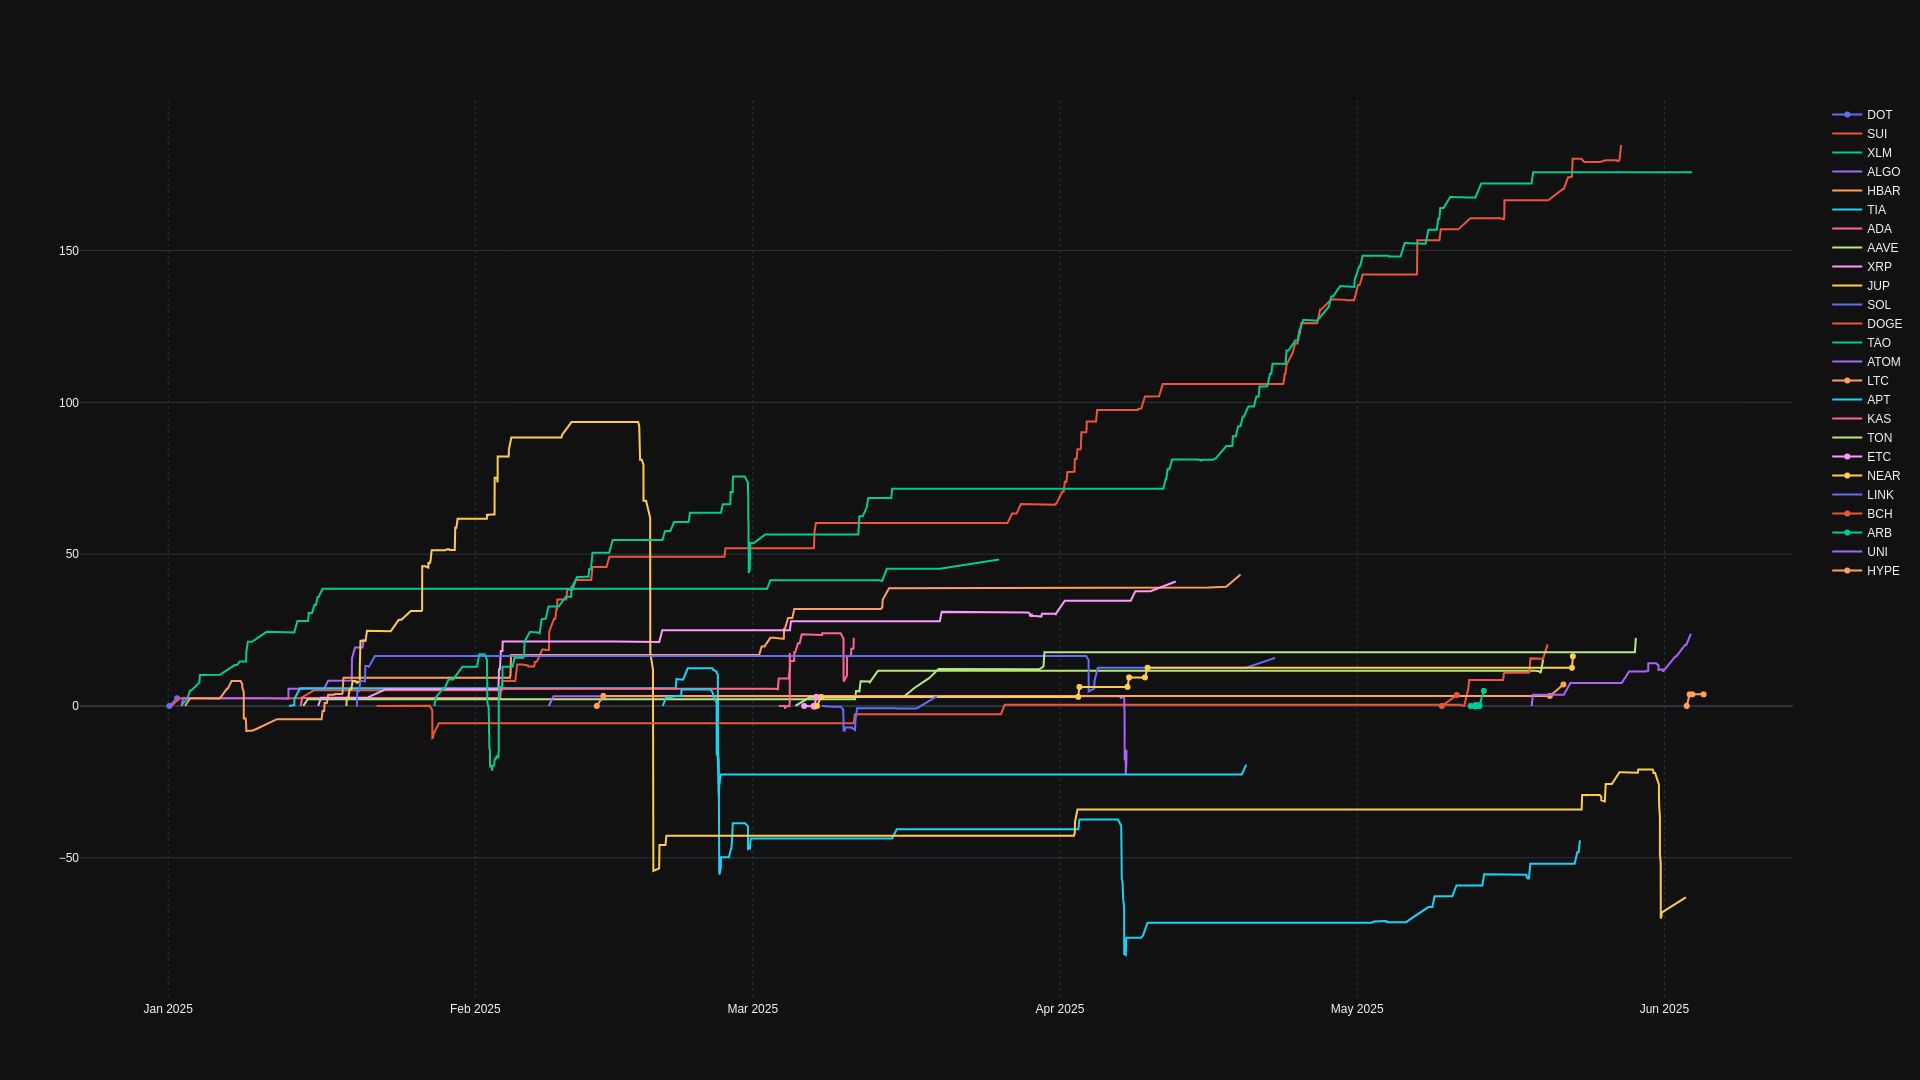 150
100
50
0
−50
Jan 2025
Feb 2025
Mar 2025
Apr 2025
May 2025
Jun 2025
DOT
SUI
XLM
ALGO
HBAR
TIA
ADA
AAVE
XRP
JUP
SOL
DOGE
TAO
ATOM
LTC
APT
KAS
TON
ETC
NEAR
LINK
BCH
ARB
UNI
HYPE